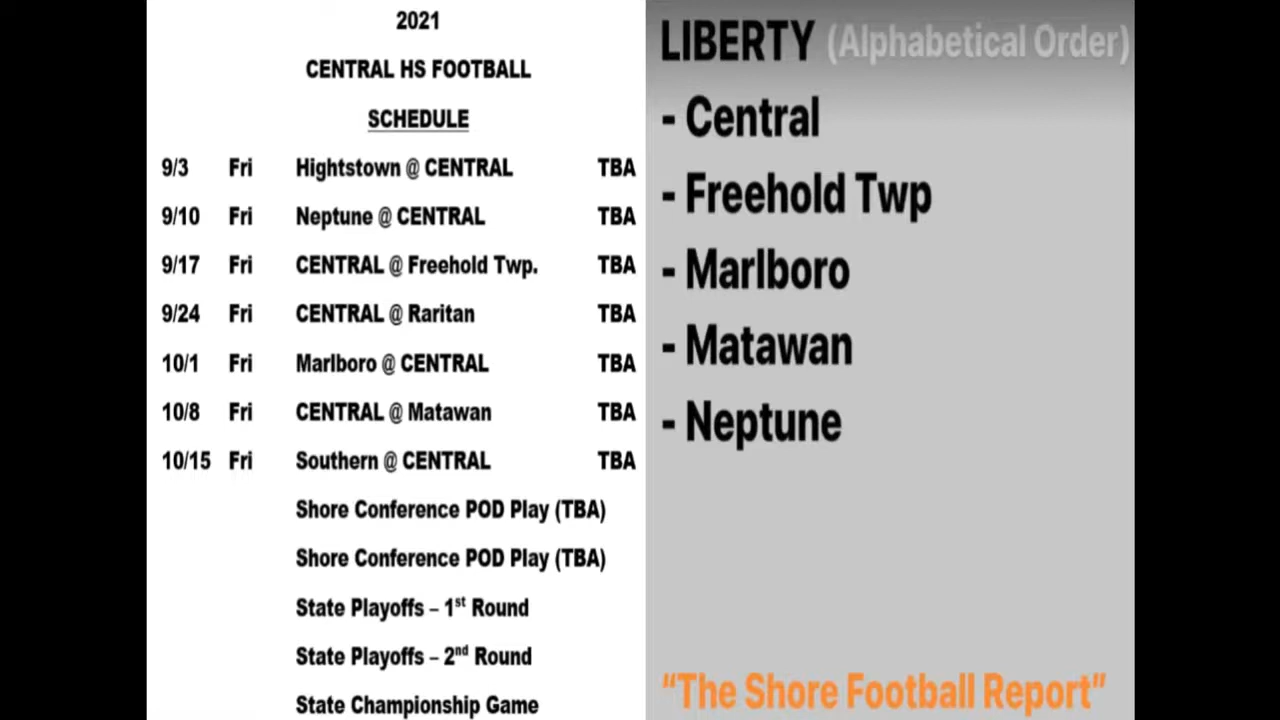 2021
CENTRAL HS FOOTBALL
SCHEDULE
9/3 Fri Hightstown @ CENTRAL TBA
9/10 Fri Neptune @ CENTRAL TBA
9/17 Fri CENTRAL @ Freehold Twp. TBA
9/24 Fri CENTRAL @ Raritan TBA
10/1 Fri Marlboro @ CENTRAL TBA
10/8 Fri CENTRAL @ Matawan TBA
10/15 Fri Southern @ CENTRAL TBA
Shore Conference POD Play (TBA)
Shore Conference POD Play (TBA)
State Playoffs – 1st Round
State Playoffs – 2nd Round
State Championship Game
LIBERTY (Alphabetical Order)
- Central
- Freehold Twp
- Marlboro
- Matawan
- Neptune
“The Shore Football Report”